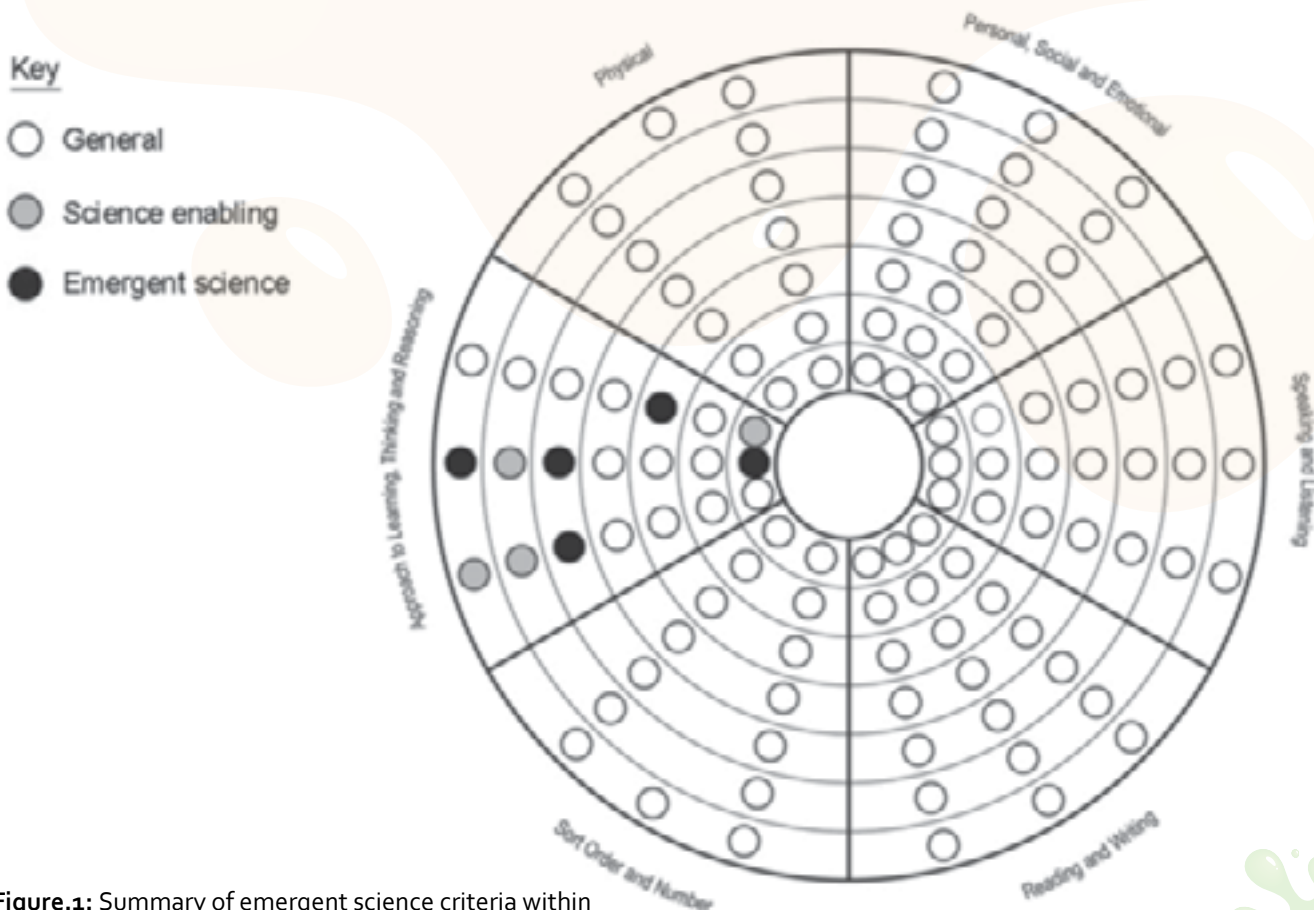 Key
General
Science enabling
Emergent science
Physical
Personal, Social and Emotional
Approach to Learning, Thinking and Reasoning
Speaking and Listening
Sort Order and Number
Reading and Writing
Figure.1: Summary of emergent science criteria within